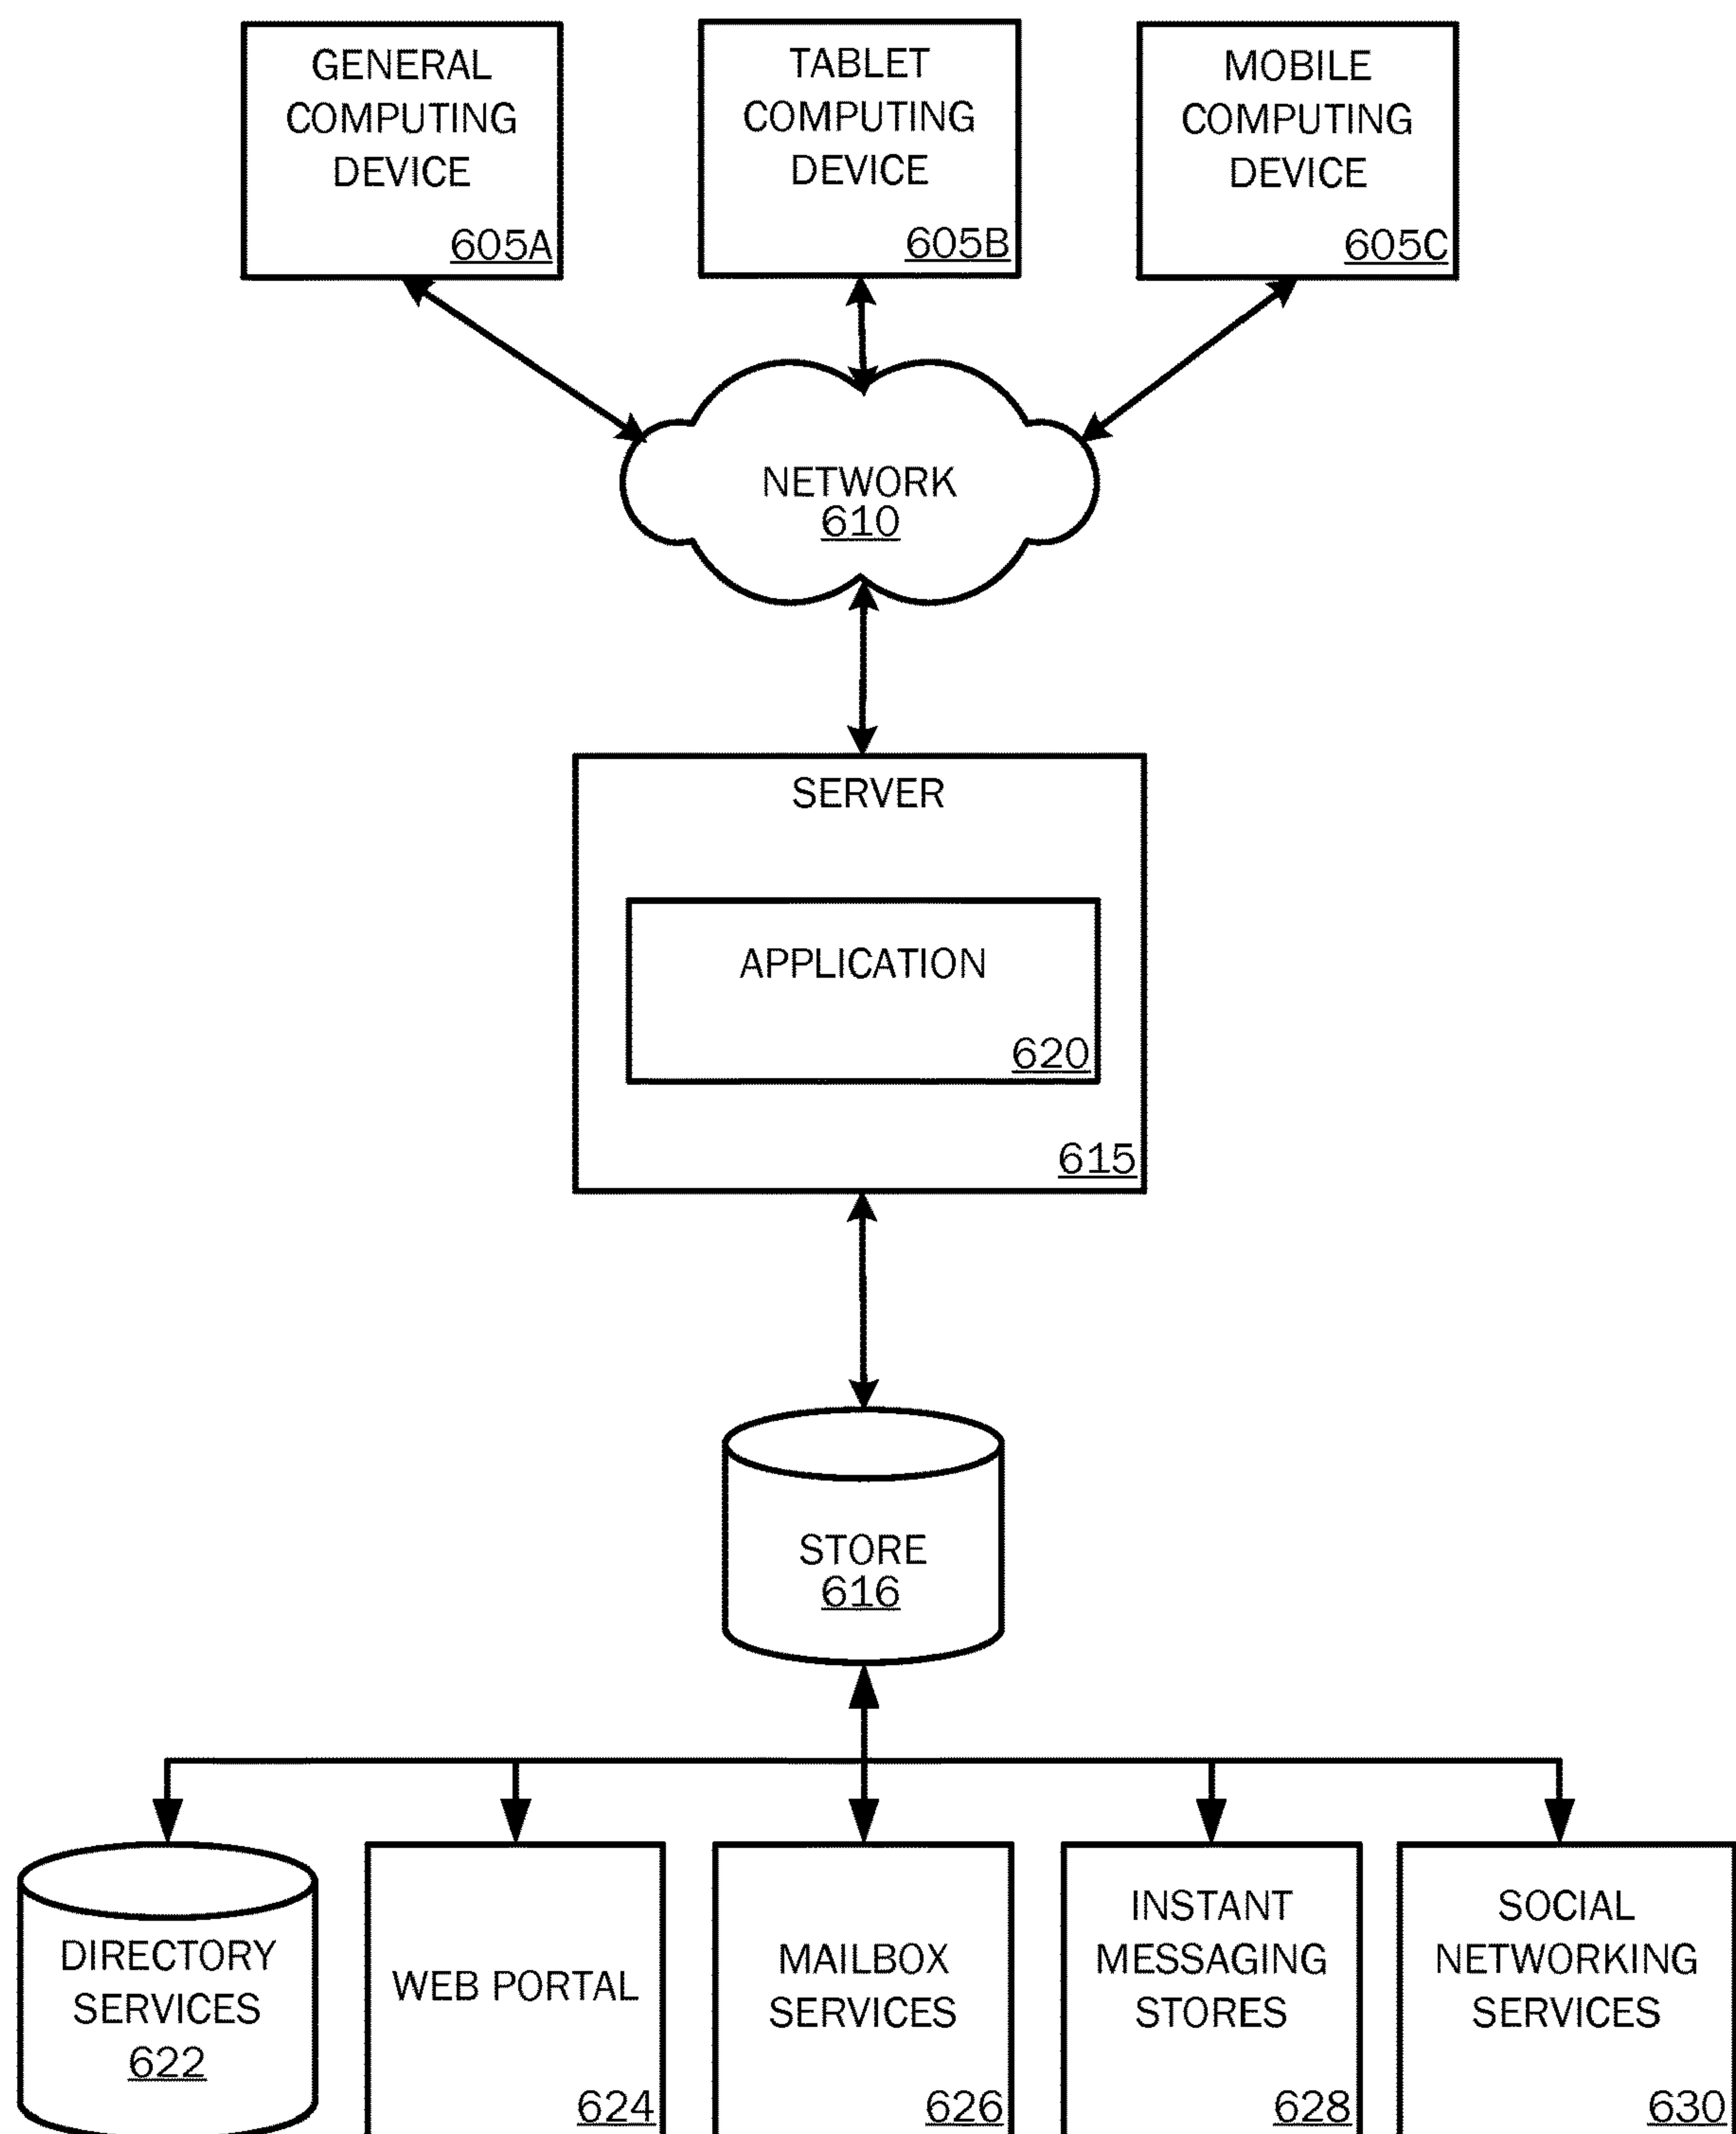 GENERAL
COMPUTING
DEVICE
605A
TABLET
COMPUTING
DEVICE
605B
MOBILE
COMPUTING
DEVICE
605C
NETWORK
610
SERVER
APPLICATION
620
615
STORE
616
DIRECTORY
SERVICES
622
WEB PORTAL
624
MAILBOX
SERVICES
626
INSTANT
MESSAGING
STORES
628
SOCIAL
NETWORKING
SERVICES
630